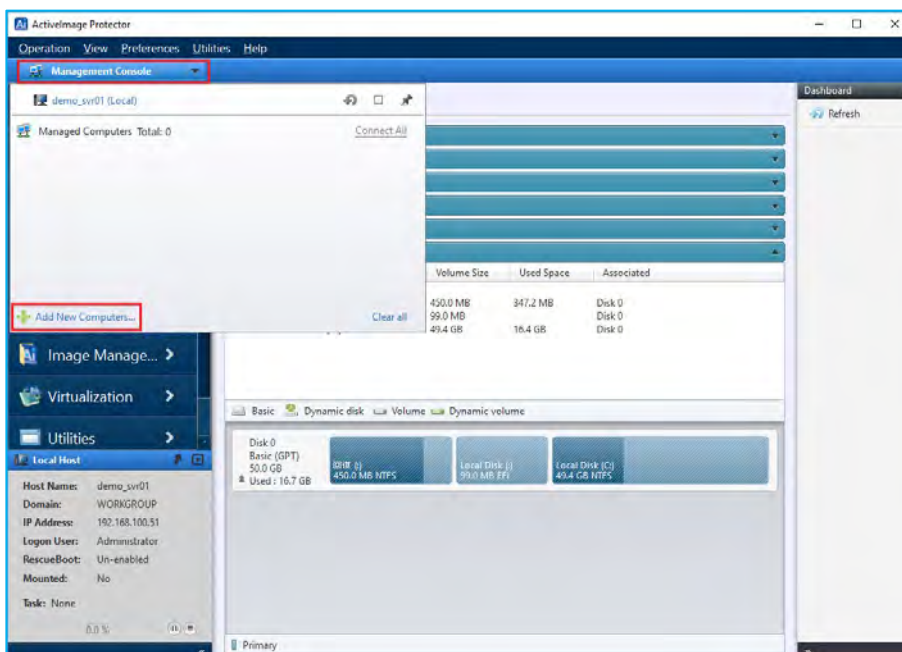 ActiveImage Protector
Operation View Preferences Utilities Help
Management Console
Dashboard
demo_svr01 (Local)
Refresh
Managed Computers Total: 0 Connect All
Volume Size Used Space Associated
450.0 MB 347.2 MB Disk 0
99.0 MB Disk 0
49.4 GB 16.4 GB Disk 0
Add New Computers... Clear all
Image Manage...
Virtualization
Utilities
Basic Dynamic disk Volume Dynamic volume
Disk 0
Basic (GPT)
50.0 GB
Used : 16.7 GB
450.0 MB NTFS
Local Disk (:)
99.0 MB EFI
Local Disk (C:)
49.4 GB NTFS
Local Host
Host Name: demo_svr01
Domain: WORKGROUP
IP Address: 192.168.100.51
Logon User: Administrator
RescueBoot: Un-enabled
Mounted: No
Task: None
0.0 %
Primary